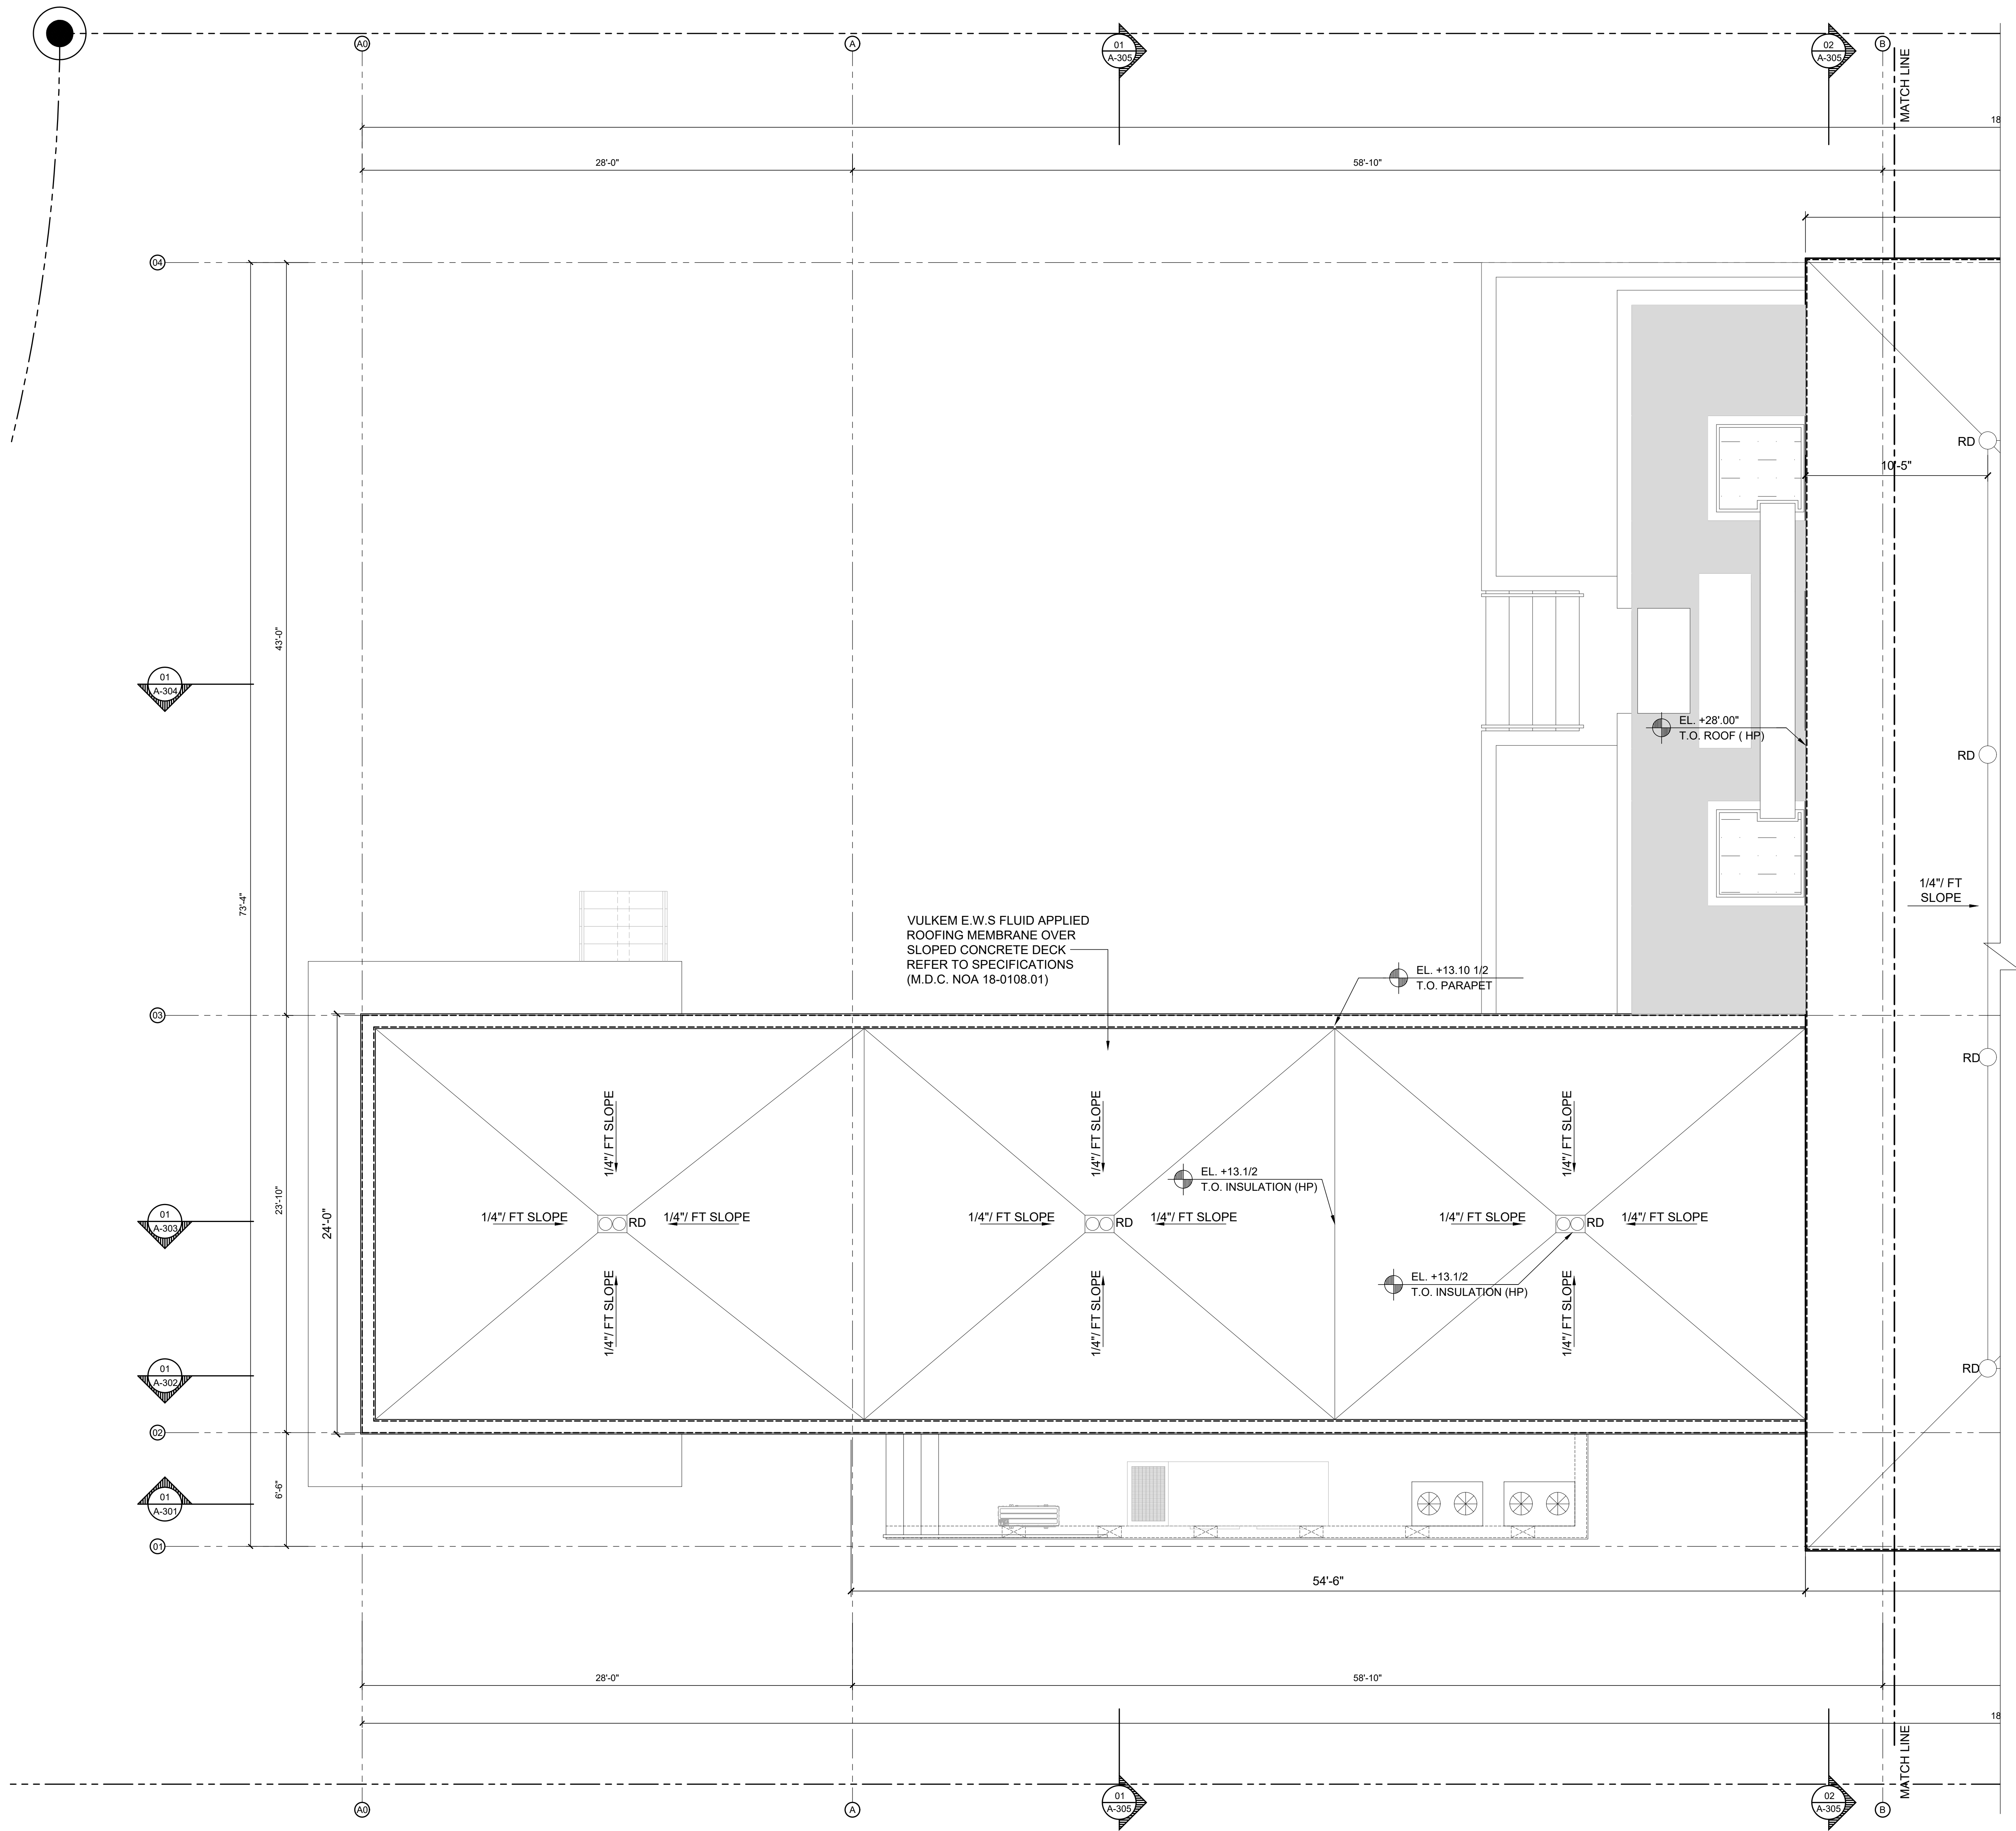 A0
A
01
A-305
02
A-305
B
MATCH LINE
18
28'-0"
58'-10"
04
RD
10'-5"
43'-0"
01
A-304
EL. +28'.00"
T.O. ROOF ( HP)
RD
73'-4"
1/4"/ FT
SLOPE
VULKEM E.W.S FLUID APPLIED
ROOFING MEMBRANE OVER
SLOPED CONCRETE DECK
REFER TO SPECIFICATIONS
(M.D.C. NOA 18-0108.01)
EL. +13.10 1/2
T.O. PARAPET
03
RD
1/4"/ FT SLOPE
1/4"/ FT SLOPE
1/4"/ FT SLOPE
EL. +13.1/2
T.O. INSULATION (HP)
23'-10"
24'-0"
01
A-303
1/4"/ FT SLOPE
RD
1/4"/ FT SLOPE
1/4"/ FT SLOPE
RD
1/4"/ FT SLOPE
1/4"/ FT SLOPE
RD
1/4"/ FT SLOPE
EL. +13.1/2
T.O. INSULATION (HP)
1/4"/ FT SLOPE
1/4"/ FT SLOPE
1/4"/ FT SLOPE
01
A-302
RD
02
6'-6"
01
A-301
01
54'-6"
28'-0"
58'-10"
18
MATCH LINE
A0
A
01
A-305
02
A-305
B